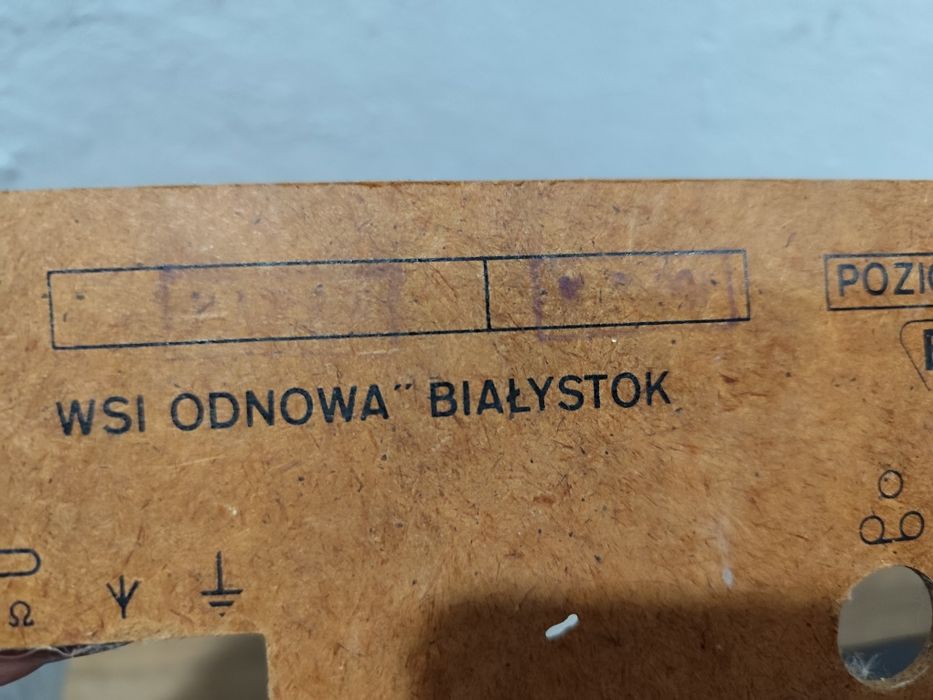 POZIO
WSI ODNOWA" BIAŁYSTOK
Ω